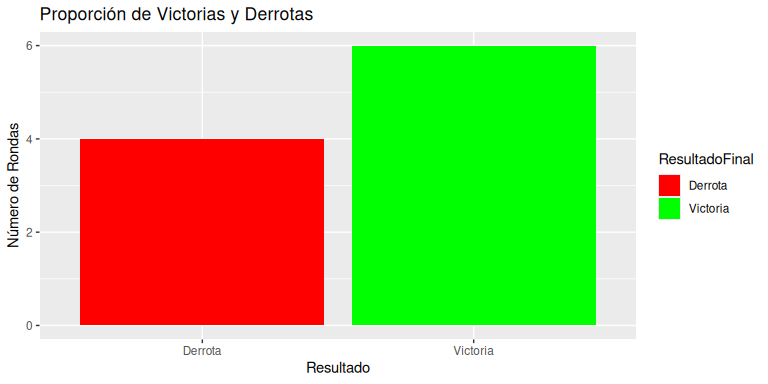 Proporción de Victorias y Derrotas
Número de Rondas
6
4
2
0
Derrota
Victoria
Resultado
ResultadoFinal
Derrota
Victoria